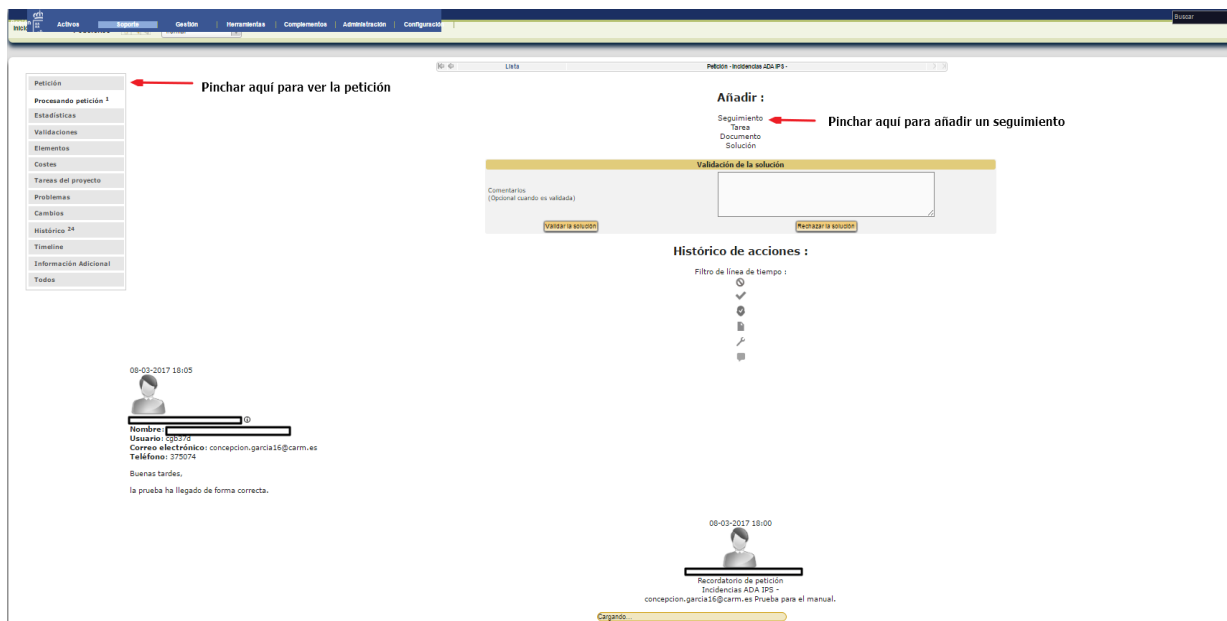 Activos | Soporte | Gestión | Herramientas | Complementos | Administración | Configuración |
Buscar
Lista
Petición - Incidencias ADA IPS -
Petición
Pinchar aquí para ver la petición
Procesando petición 1
Estadísticas
Validaciones
Elementos
Costes
Tareas del proyecto
Problemas
Cambios
Histórico 24
Timeline
Información Adicional
Todos
Añadir :
Seguimiento
Pinchar aquí para añadir un seguimiento
Tarea
Documento
Solución
Validación de la solución
Comentarios
(Opcional cuando es validada)
Validar la solución
Rechazar la solución
Histórico de acciones :
Filtro de línea de tiempo :
08-03-2017 18:05
Nombre:
Usuario: cgb37d
Correo electrónico: concepcion.garcia16@carm.es
Teléfono: 375074
Buenas tardes,
la prueba ha llegado de forma correcta.
08-03-2017 18:00
Recordatorio de petición
Incidencias ADA IPS -
concepcion.garcia16@carm.es Prueba para el manual.
Cargando...